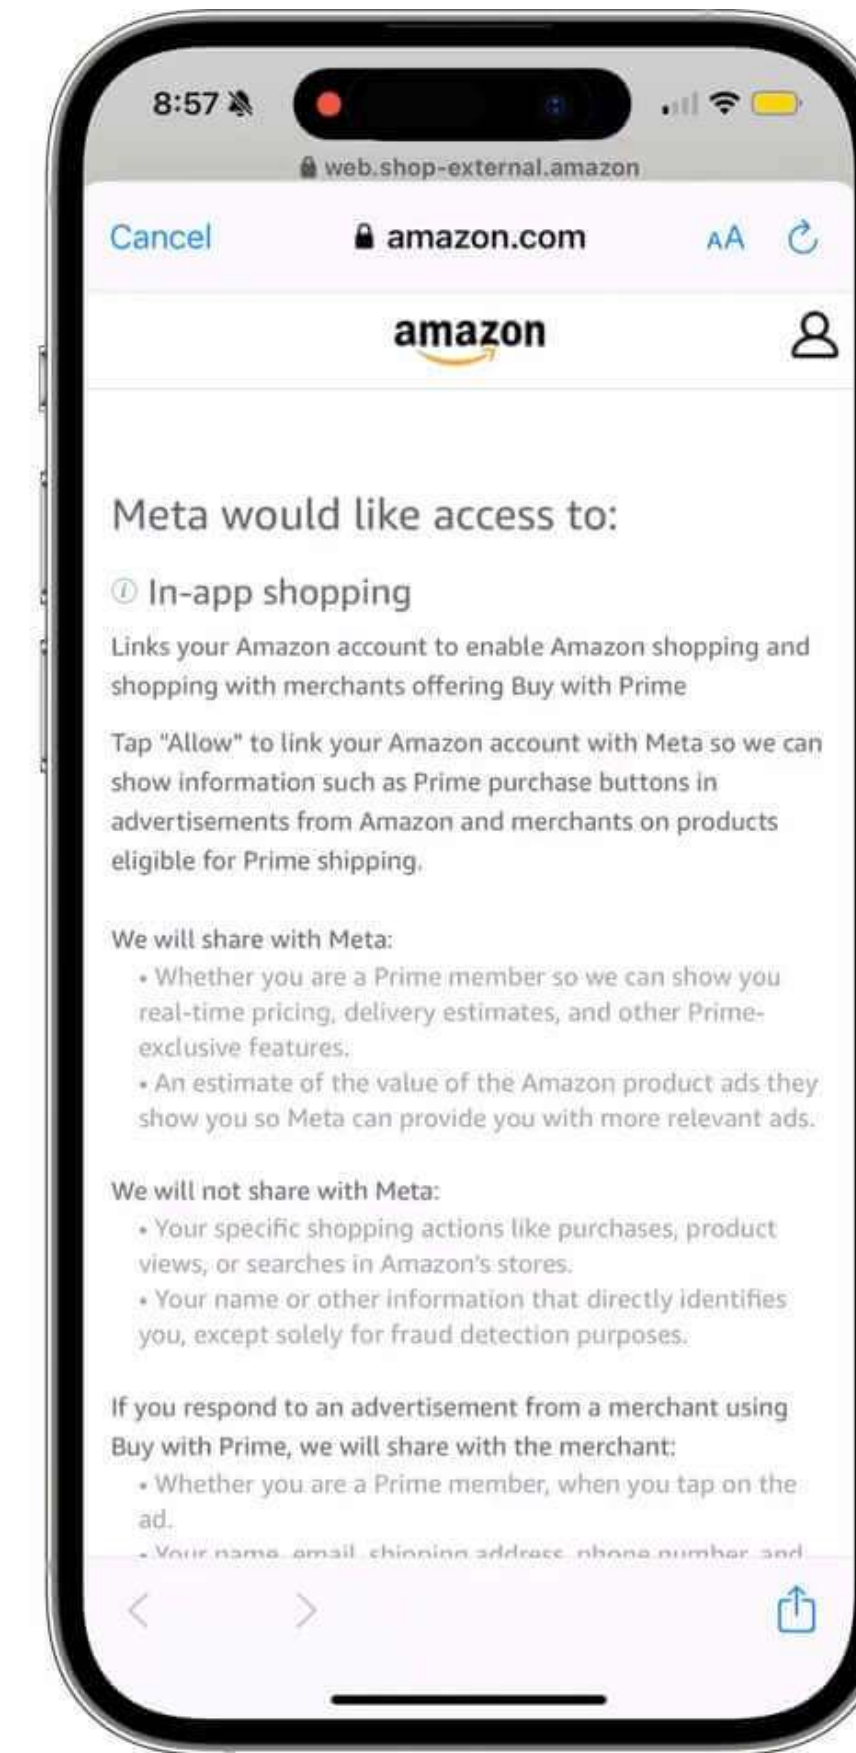 8:57
web.shop-external.amazon
Cancel
amazon.com
AA
amazon
Meta would like access to:
In-app shopping
Links your Amazon account to enable Amazon shopping and
shopping with merchants offering Buy with Prime
Tap "Allow" to link your Amazon account with Meta so we can
show information such as Prime purchase buttons in
advertisements from Amazon and merchants on products
eligible for Prime shipping.
We will share with Meta:
• Whether you are a Prime member so we can show you
real-time pricing, delivery estimates, and other Prime-
exclusive features.
• An estimate of the value of the Amazon product ads they
show you so Meta can provide you with more relevant ads.
We will not share with Meta:
• Your specific shopping actions like purchases, product
views, or searches in Amazon's stores.
• Your name or other information that directly identifies
you, except solely for fraud detection purposes.
If you respond to an advertisement from a merchant using
Buy with Prime, we will share with the merchant:
• Whether you are a Prime member, when you tap on the
ad.
• Your name, email, shipping address, phone number, and